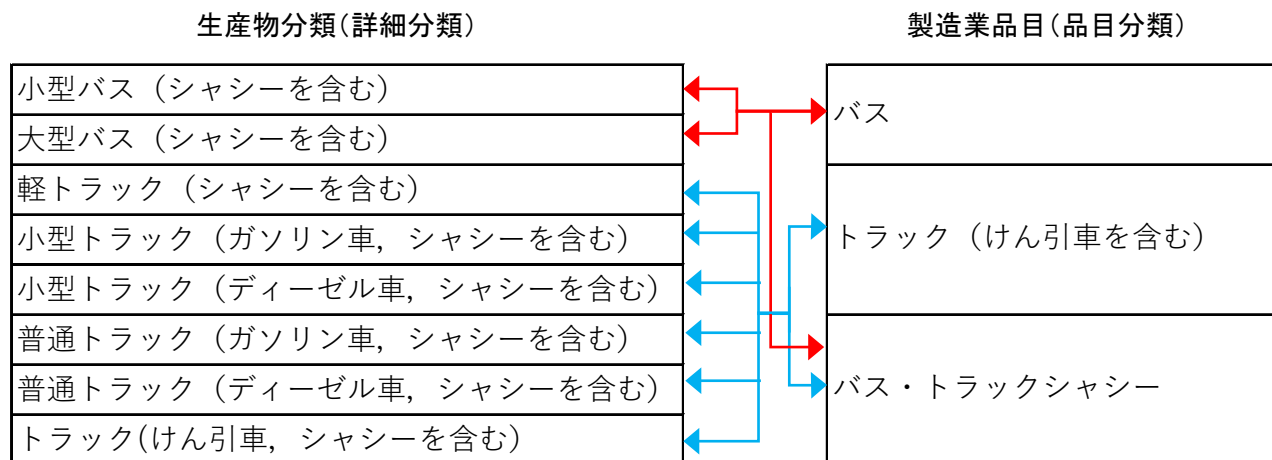 生産物分類(詳細分類)
製造業品目(品目分類)
小型バス（シャシーを含む）
大型バス（シャシーを含む）
軽トラック（シャシーを含む）
小型トラック（ガソリン車，シャシーを含む）
小型トラック（ディーゼル車，シャシーを含む）
普通トラック（ガソリン車，シャシーを含む）
普通トラック（ディーゼル車，シャシーを含む）
トラック(けん引車，シャシーを含む）
バス
トラック（けん引車を含む）
バス・トラックシャシー